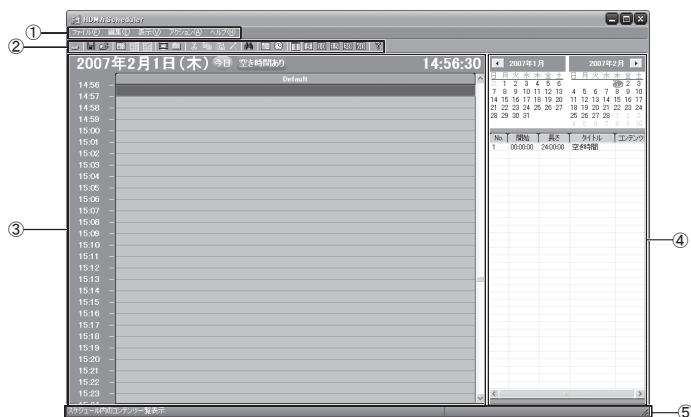 ①
HDMA Scheduler
ファイル(F) 編集(E) 表示(V) アクション(A) ヘルプ(H)
②
③
2007年2月1日(木) 今日 空き時間あり 14:56:30
Default
14:56
14:57
14:58
14:59
15:00
15:01
15:02
15:03
15:04
15:05
15:06
15:07
15:08
15:09
15:10
15:11
15:12
15:13
15:14
15:15
15:16
15:17
15:18
15:19
15:20
15:21
15:22
15:23
2007年1月 2007年2月
日 月 火 水 木 金 土 日 月 火 水 木 金 土
1 2 3 4 5 6 2 3
7 8 9 10 11 12 13 4 5 6 7 8 9 10
14 15 16 17 18 19 20 11 12 13 14 15 16 17
21 22 23 24 25 26 27 18 19 20 21 22 23 24
28 29 30 31 25 26 27 28 1 2 3
4 5 6 7 8 9 10
No. 開始 長さ タイトル コンテンツ
1 00:00:00 24:00:00 空き時間
④
スケジュール内のコンテンツ一覧表示
⑤